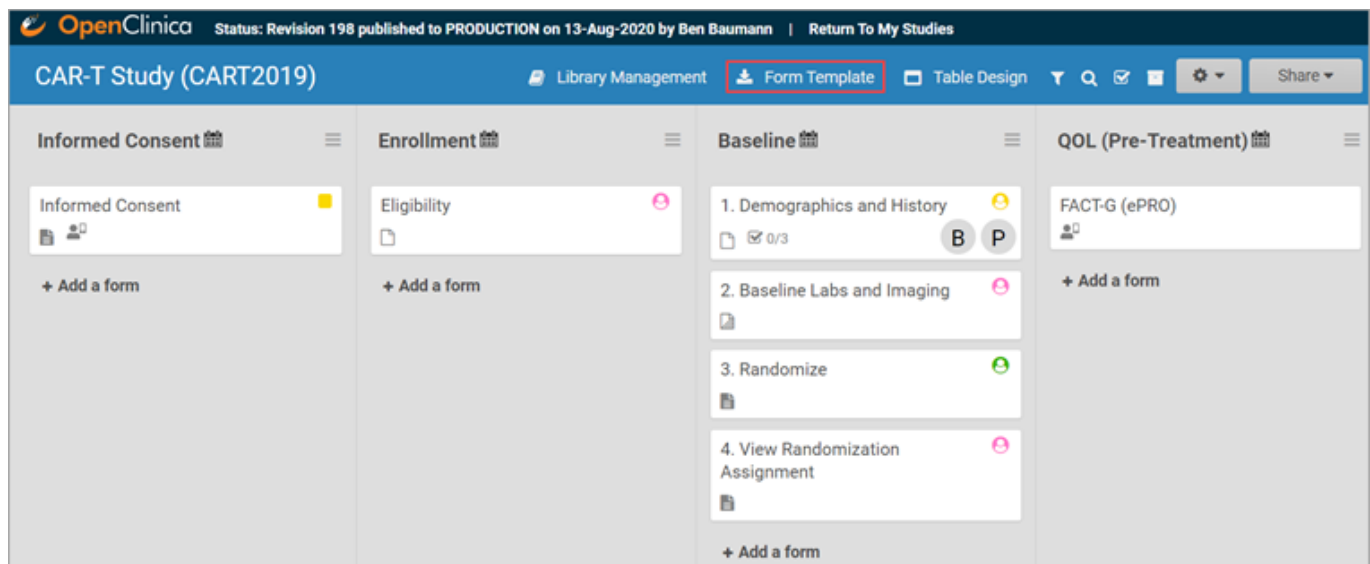 OpenClinica Status: Revision 198 published to PRODUCTION on 13-Aug-2020 by Ben Baumann | Return To My Studies
CAR-T Study (CART2019) Library Management Form Template Table Design Share
Informed Consent
Informed Consent
+ Add a form
Enrollment
Eligibility
+ Add a form
Baseline
1. Demographics and History
0/3 B P
2. Baseline Labs and Imaging
3. Randomize
4. View Randomization
Assignment
+ Add a form
QOL (Pre-Treatment)
FACT-G (ePRO)
+ Add a form